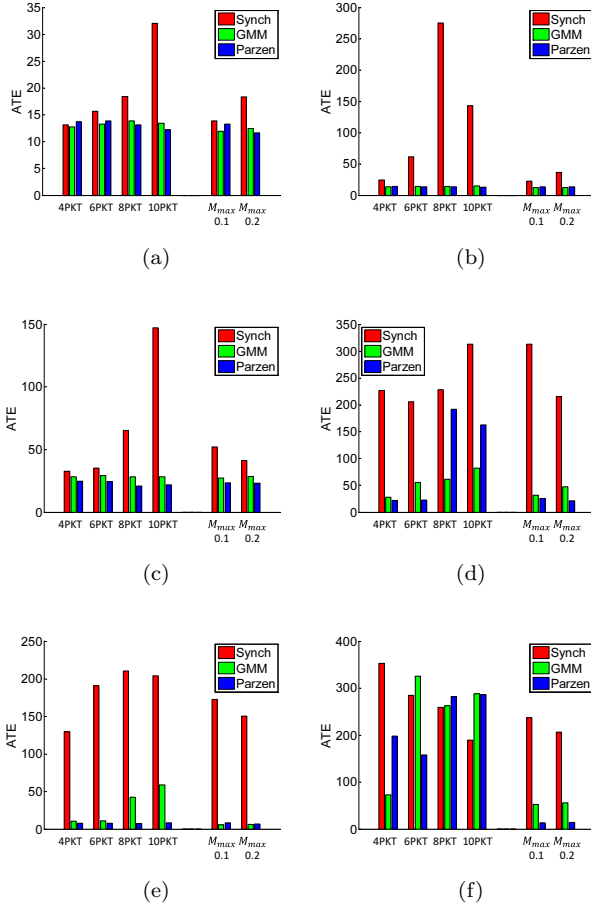 35
30
25
20
15
10
5
0
ATE
Synch
GMM
Parzen
4PKT 6PKT 8PKT 10PKT M_max M_max
0.1 0.2
(a)
300
250
200
150
100
50
0
ATE
Synch
GMM
Parzen
4PKT 6PKT 8PKT 10PKT M_max M_max
0.1 0.2
(b)
150
100
50
0
ATE
Synch
GMM
Parzen
4PKT 6PKT 8PKT 10PKT M_max M_max
0.1 0.2
(c)
350
300
250
200
150
100
50
0
ATE
Synch
GMM
Parzen
4PKT 6PKT 8PKT 10PKT M_max M_max
0.1 0.2
(d)
250
200
150
100
50
0
ATE
Synch
GMM
Parzen
4PKT 6PKT 8PKT 10PKT M_max M_max
0.1 0.2
(e)
400
300
200
100
0
ATE
Synch
GMM
Parzen
4PKT 6PKT 8PKT 10PKT M_max M_max
0.1 0.2
(f)